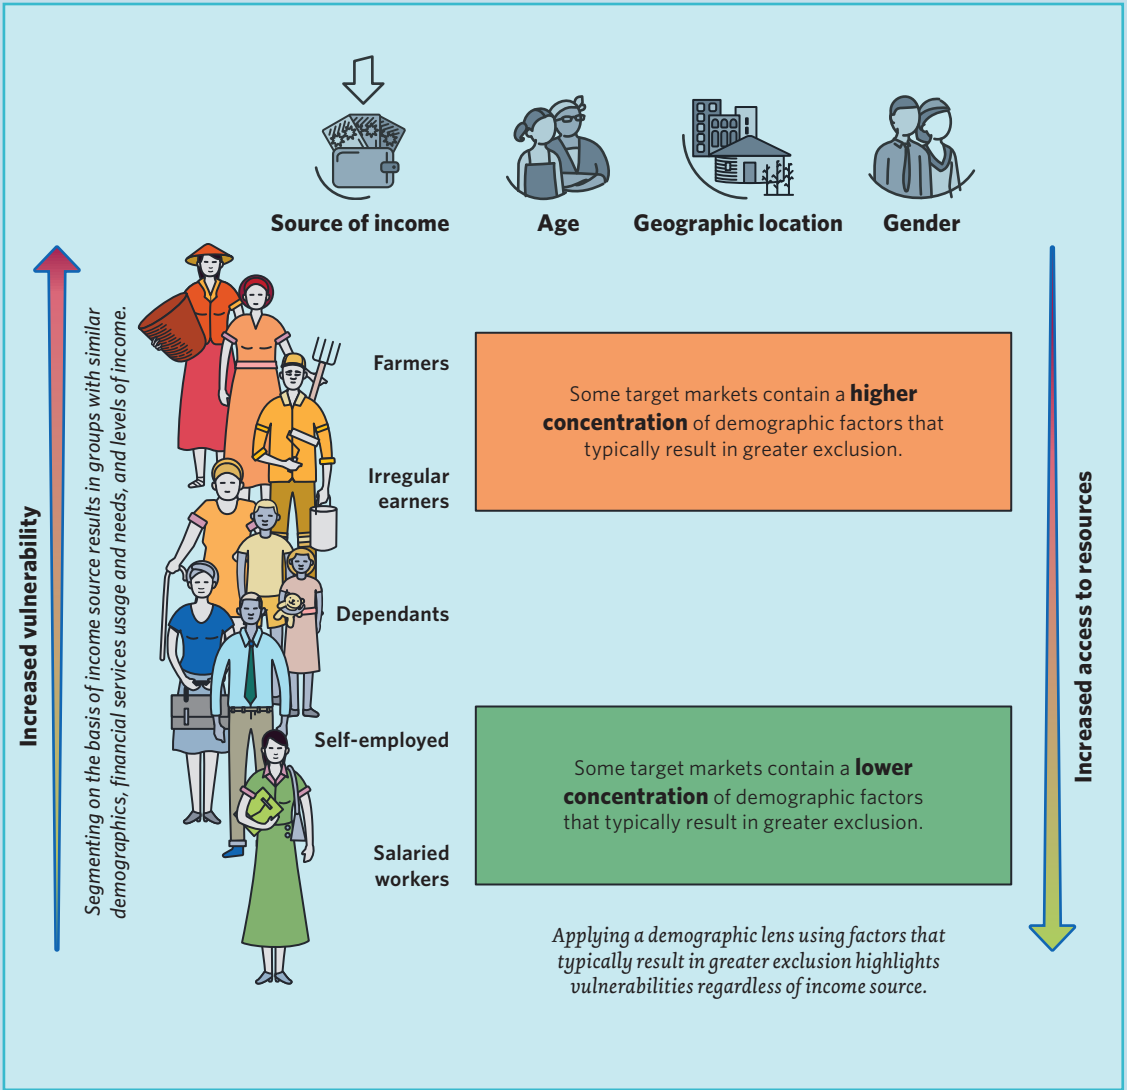 Source of income
Age
Geographic location
Gender
Increased vulnerability
Segmenting on the basis of income source results in groups with similar
demographics, financial services usage and needs, and levels of income.
Farmers
Irregular
earners
Dependants
Self-employed
Salaried
workers
Some target markets contain a higher
concentration of demographic factors that
typically result in greater exclusion.
Some target markets contain a lower
concentration of demographic factors
that typically result in greater exclusion.
Applying a demographic lens using factors that
typically result in greater exclusion highlights
vulnerabilities regardless of income source.
Increased access to resources